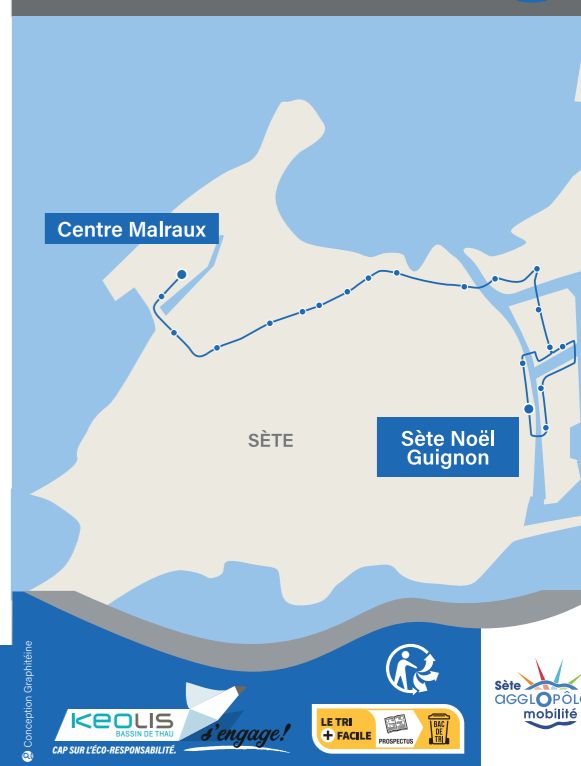 Centre Malraux
SÈTE
Sète Noël
Guignon
Conception Graphitéine
KEOLIS
BASSIN DE THAU
s'engage!
CAP SUR L'ÉCO-RESPONSABILITÉ.
LE TRI
+ FACILE
PROSPECTUS
BAC
DE
TRI
Sète
AGGLOPÔLE
mobilité